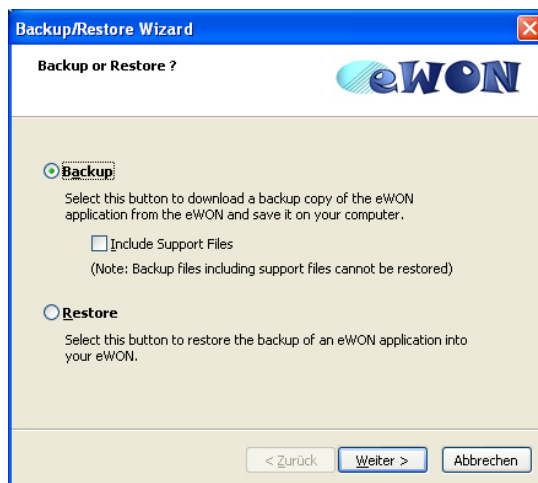 Backup/Restore Wizard
Backup or Restore ?
eWON
Backup
Select this button to download a backup copy of the eWON
application from the eWON and save it on your computer.
Include Support Files
(Note: Backup files including support files cannot be restored)
Restore
Select this button to restore the backup of an eWON application into
your eWON.
< Zurück
Weiter >
Abbrechen